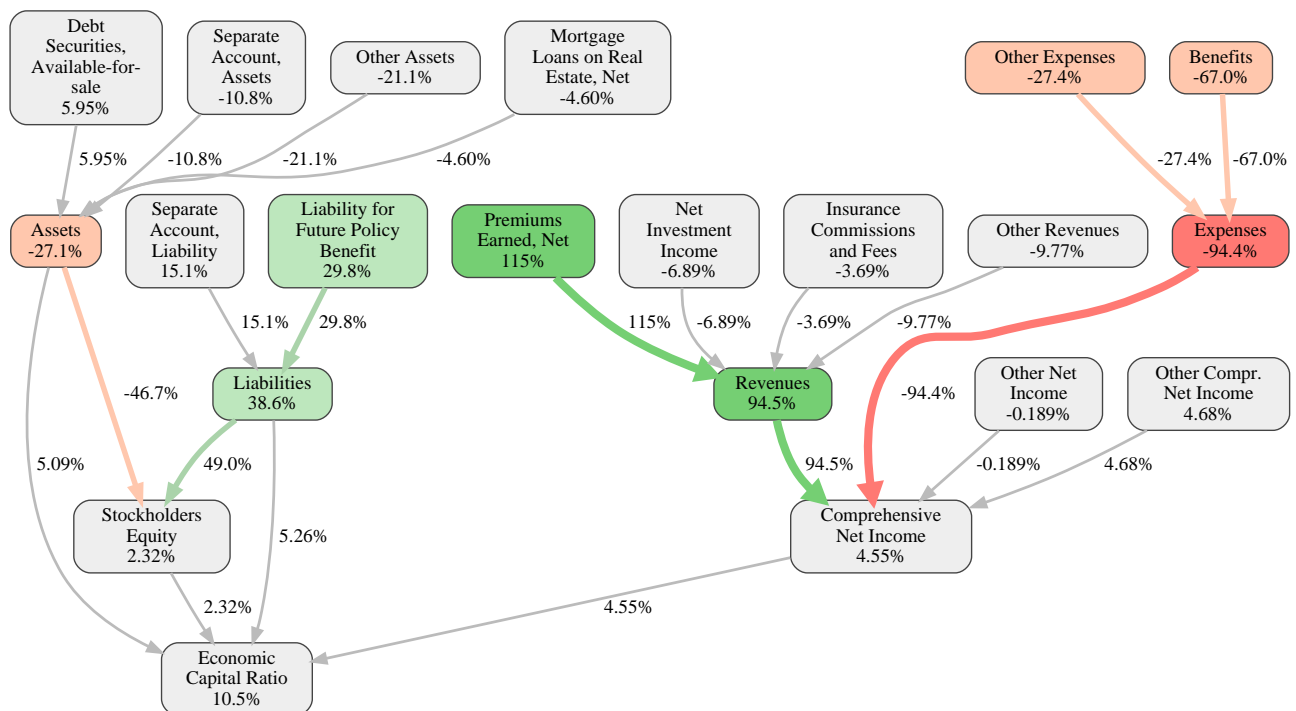 Debt
Securities,
Available-for-
sale
5.95%
Separate
Account,
Assets
-10.8%
Other Assets
-21.1%
Mortgage
Loans on Real
Estate, Net
-4.60%
Other Expenses
-27.4%
Benefits
-67.0%
5.95%
-10.8%
-21.1%
-4.60%
-27.4%
-67.0%
Assets
-27.1%
Separate
Account,
Liability
15.1%
Liability for
Future Policy
Benefit
29.8%
Premiums
Earned, Net
115%
Net
Investment
Income
-6.89%
Insurance
Commissions
and Fees
-3.69%
Other Revenues
-9.77%
Expenses
-94.4%
15.1%
29.8%
115%
-6.89%
-3.69%
-9.77%
-46.7%
Liabilities
38.6%
Revenues
94.5%
-94.4%
Other Net
Income
-0.189%
Other Compr.
Net Income
4.68%
5.09%
49.0%
94.5%
-0.189%
4.68%
Stockholders
Equity
2.32%
5.26%
Comprehensive
Net Income
4.55%
2.32%
4.55%
Economic
Capital Ratio
10.5%